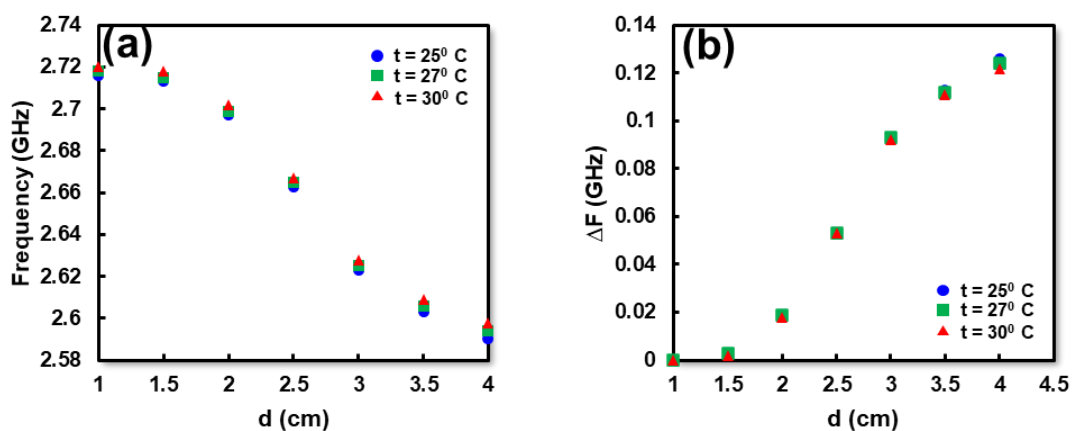 (a)
Frequency (GHz)
2.74
2.72
2.7
2.68
2.66
2.64
2.62
2.6
2.58
1 1.5 2 2.5 3 3.5 4
d (cm)
t = 25⁰ C
t = 27⁰ C
t = 30⁰ C
(b)
ΔF (GHz)
0.14
0.12
0.1
0.08
0.06
0.04
0.02
0
1 1.5 2 2.5 3 3.5 4 4.5
d (cm)
t = 25⁰ C
t = 27⁰ C
t = 30⁰ C